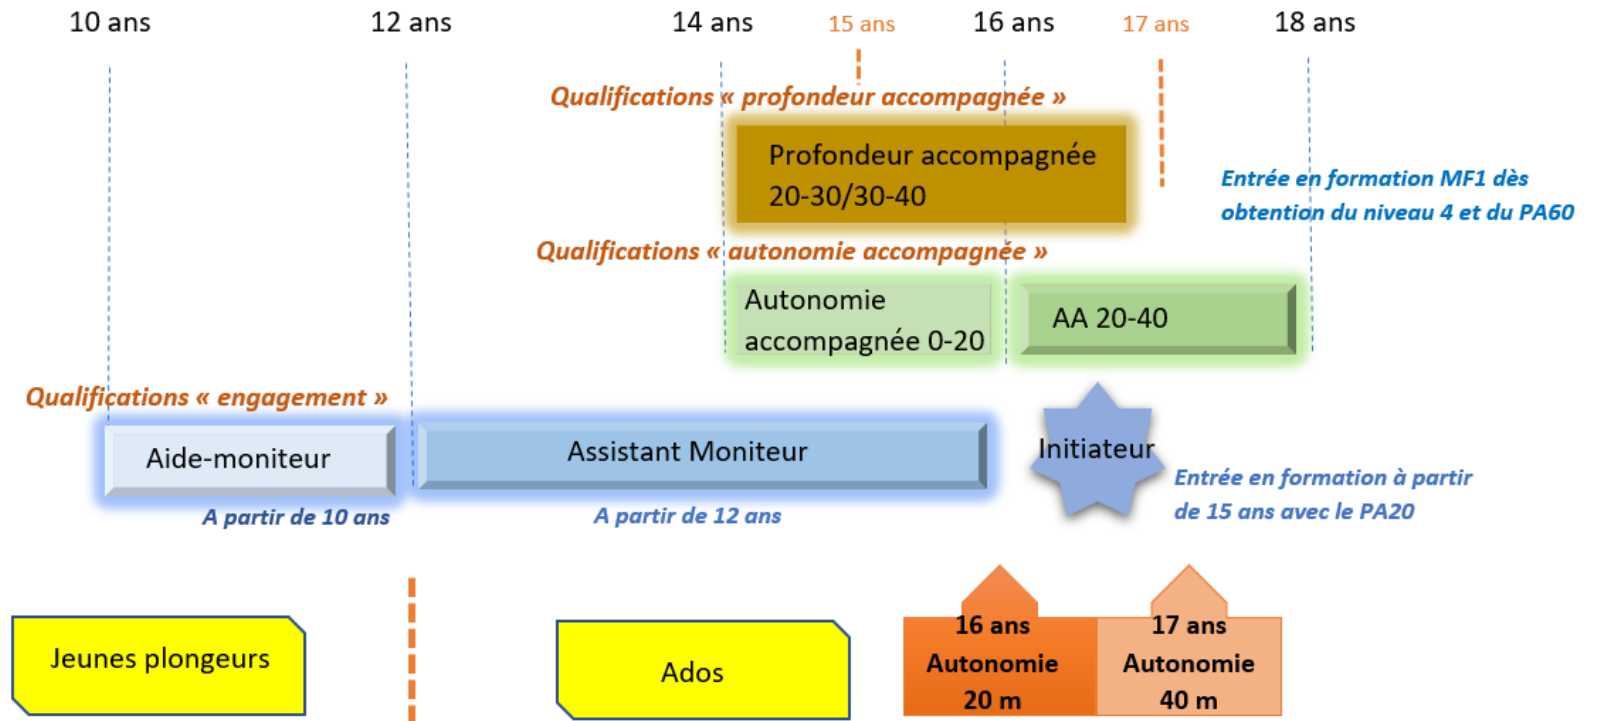 10 ans 12 ans 14 ans 15 ans 16 ans 17 ans 18 ans
Qualifications « profondeur accompagnée »
Profondeur accompagnée
20-30/30-40
Entrée en formation MF1 dès
obtention du niveau 4 et du PA60
Qualifications « autonomie accompagnée »
Autonomie
accompagnée 0-20
AA 20-40
Qualifications « engagement »
Aide-moniteur
Assistant Moniteur
Initiateur
A partir de 10 ans
A partir de 12 ans
Entrée en formation à partir
de 15 ans avec le PA20
Jeunes plongeurs
Ados
16 ans
Autonomie
20 m
17 ans
Autonomie
40 m